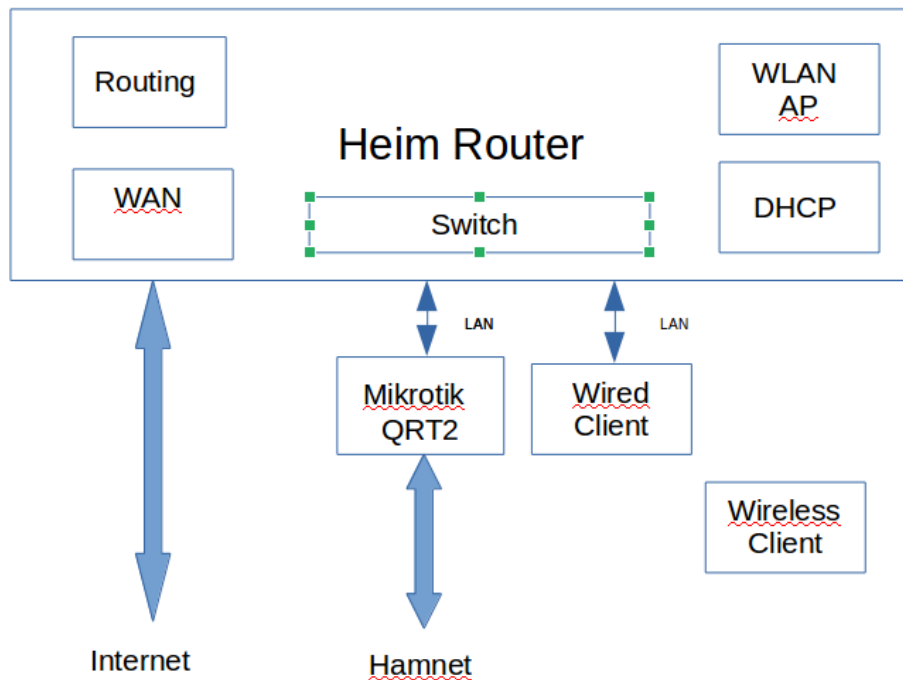 Routing
WLAN
AP
Heim Router
WAN
Switch
DHCP
LAN
LAN
Mikrotik
QRT2
Wired
Client
Wireless
Client
Internet
Hamnet